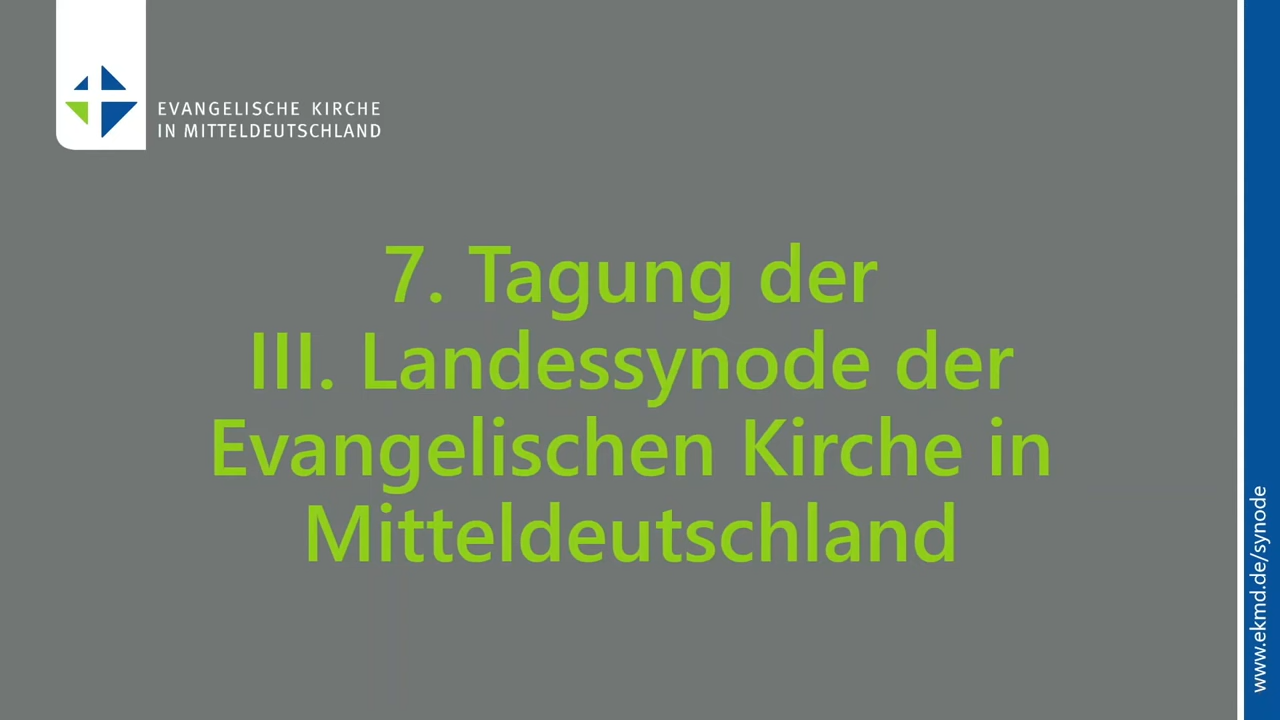 EVANGELISCHE KIRCHE
IN MITTELDEUTSCHLAND
7. Tagung der
III. Landessynode der
Evangelischen Kirche in
Mitteldeutschland
www.ekmd.de/synode